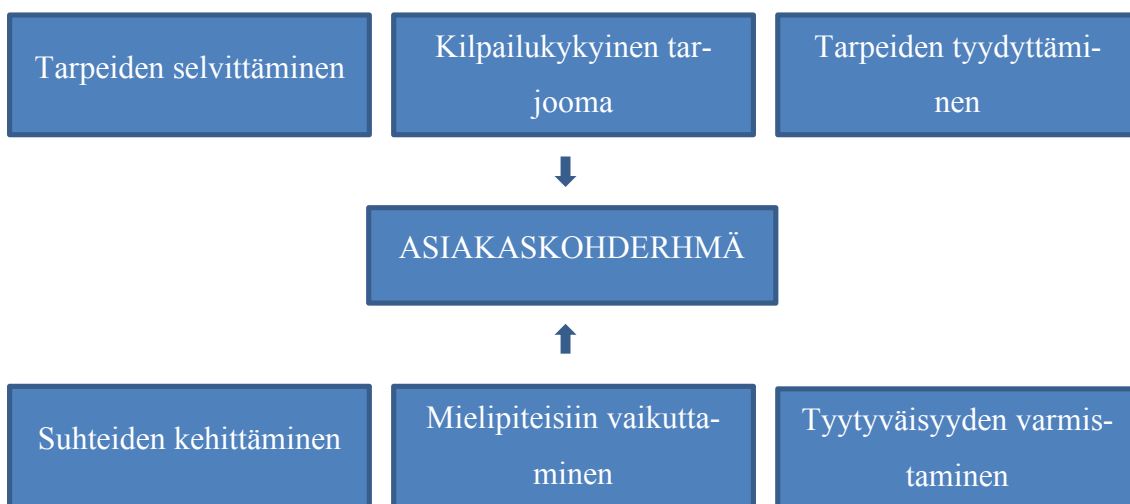 Tarpeiden selvittäminen
Kilpailukykyinen tar-
jooma
Tarpeiden tyydyttämi-
nen
ASIAKASKOHDERHMÄ
Suhteiden kehittäminen
Mielipiteisiin vaikutta-
minen
Tyytyväisyyden varmis-
taminen